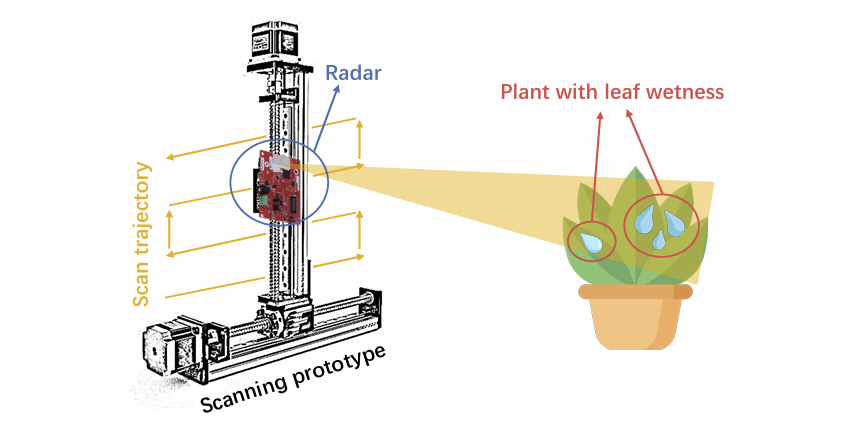 Radar
Plant with leaf wetness
Scan trajectory
Scanning prototype